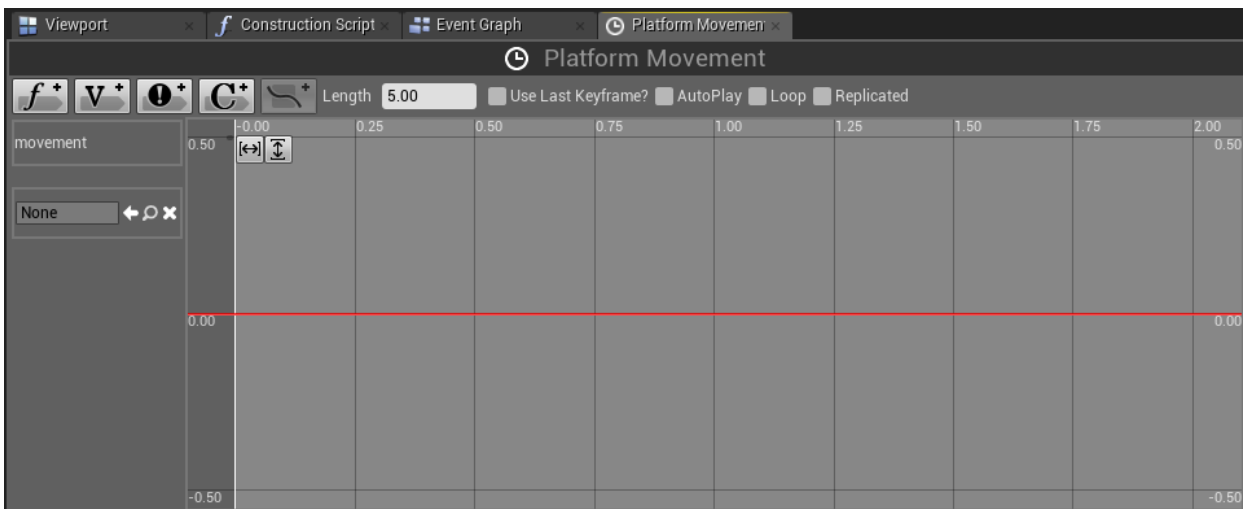 Viewport Construction Script Event Graph Platform Movemen
Platform Movement
f V C Length 5.00 Use Last Keyframe? AutoPlay Loop Replicated
-0.00 0.25 0.50 0.75 1.00 1.25 1.50 1.75 2.00
movement 0.50 0.50
None
0.00 0.00
-0.50 -0.50